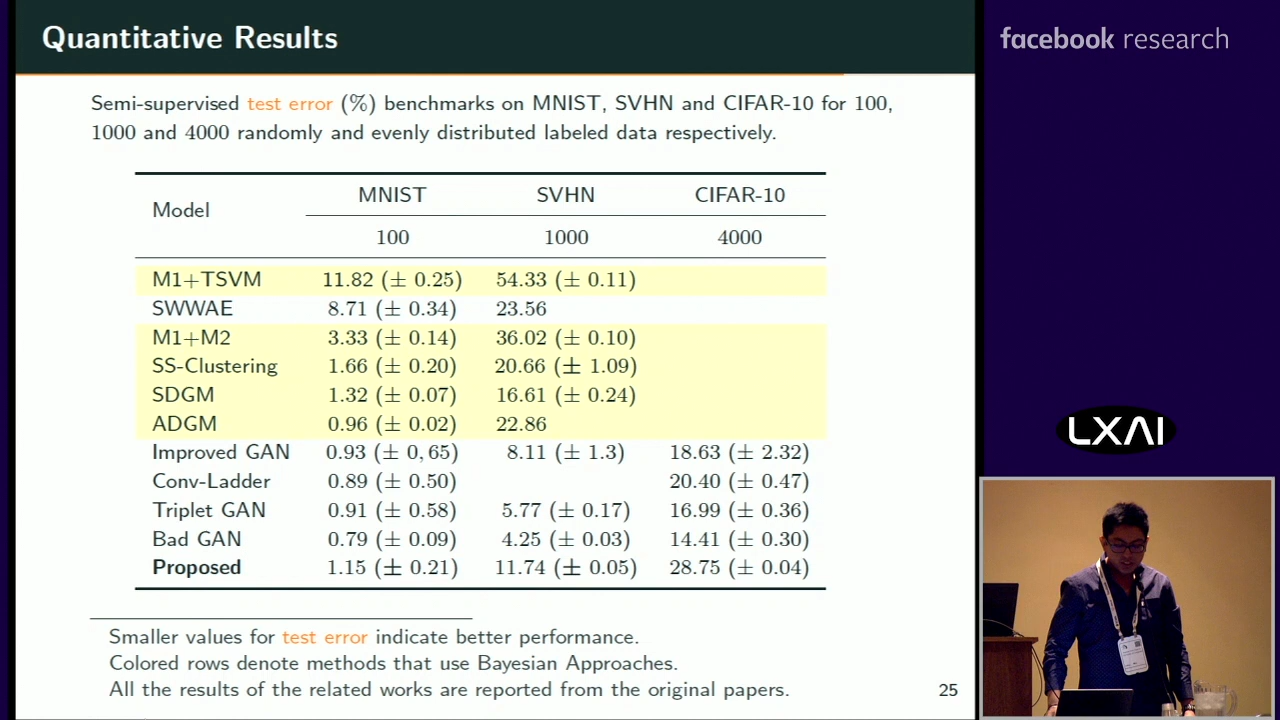 Quantitative Results
facebook research
Semi-supervised test error (%) benchmarks on MNIST, SVHN and CIFAR-10 for 100,
1000 and 4000 randomly and evenly distributed labeled data respectively.
Model MNIST SVHN CIFAR-10
100 1000 4000
M1+TSVM 11.82 (± 0.25) 54.33 (± 0.11)
SWWAE 8.71 (± 0.34) 23.56
M1+M2 3.33 (± 0.14) 36.02 (± 0.10)
SS-Clustering 1.66 (± 0.20) 20.66 (± 1.09)
SDGM 1.32 (± 0.07) 16.61 (± 0.24)
ADGM 0.96 (± 0.02) 22.86
Improved GAN 0.93 (± 0,65) 8.11 (± 1.3) 18.63 (± 2.32)
Conv-Ladder 0.89 (± 0.50) 20.40 (± 0.47)
Triplet GAN 0.91 (± 0.58) 5.77 (± 0.17) 16.99 (± 0.36)
Bad GAN 0.79 (± 0.09) 4.25 (± 0.03) 14.41 (± 0.30)
Proposed 1.15 (± 0.21) 11.74 (± 0.05) 28.75 (± 0.04)
Smaller values for test error indicate better performance.
Colored rows denote methods that use Bayesian Approaches.
All the results of the related works are reported from the original papers.
25
LXAI